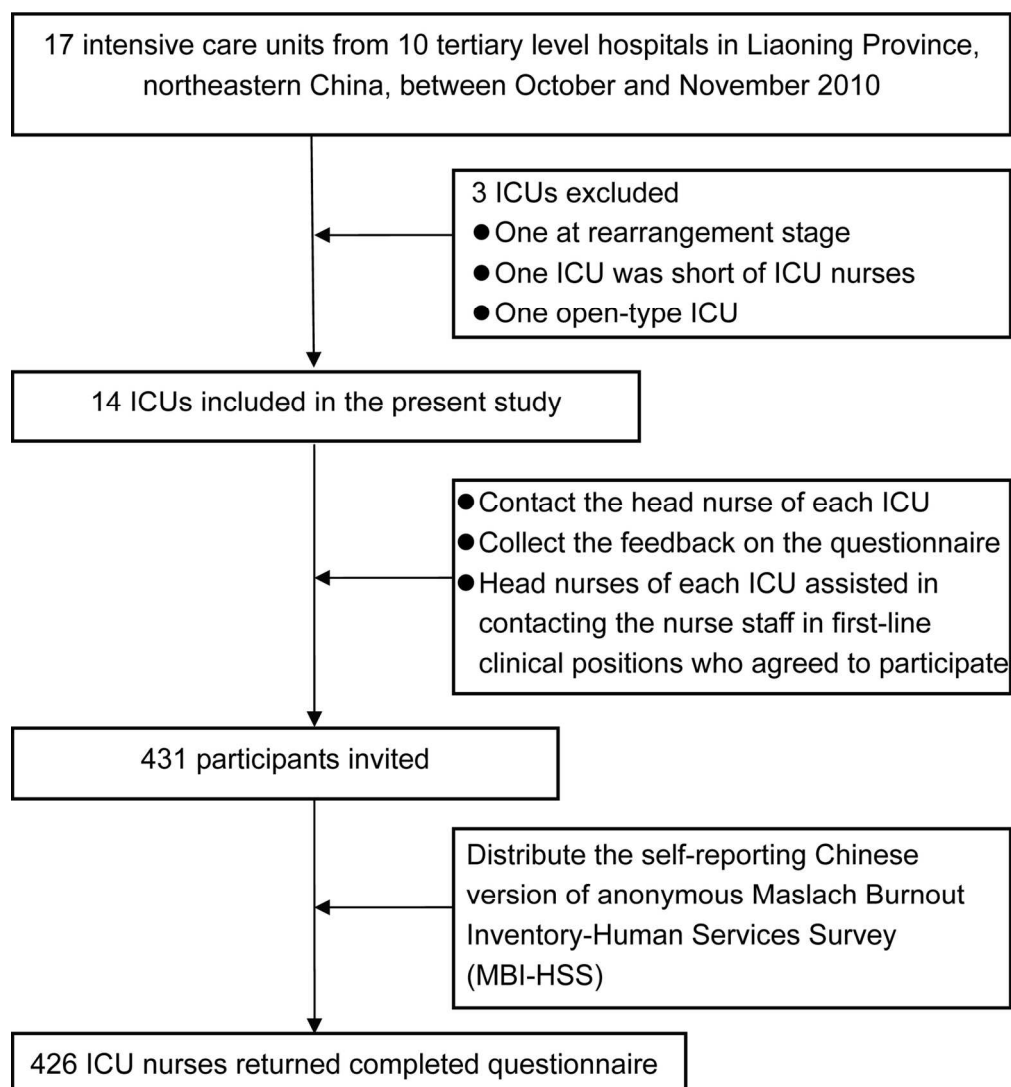 17 intensive care units from 10 tertiary level hospitals in Liaoning Province,
northeastern China, between October and November 2010
3 ICUs excluded
●One at rearrangement stage
●One ICU was short of ICU nurses
●One open-type ICU
14 ICUs included in the present study
●Contact the head nurse of each ICU
●Collect the feedback on the questionnaire
●Head nurses of each ICU assisted in
contacting the nurse staff in first-line
clinical positions who agreed to participate
431 participants invited
Distribute the self-reporting Chinese
version of anonymous Maslach Burnout
Inventory-Human Services Survey
(MBI-HSS)
426 ICU nurses returned completed questionnaire